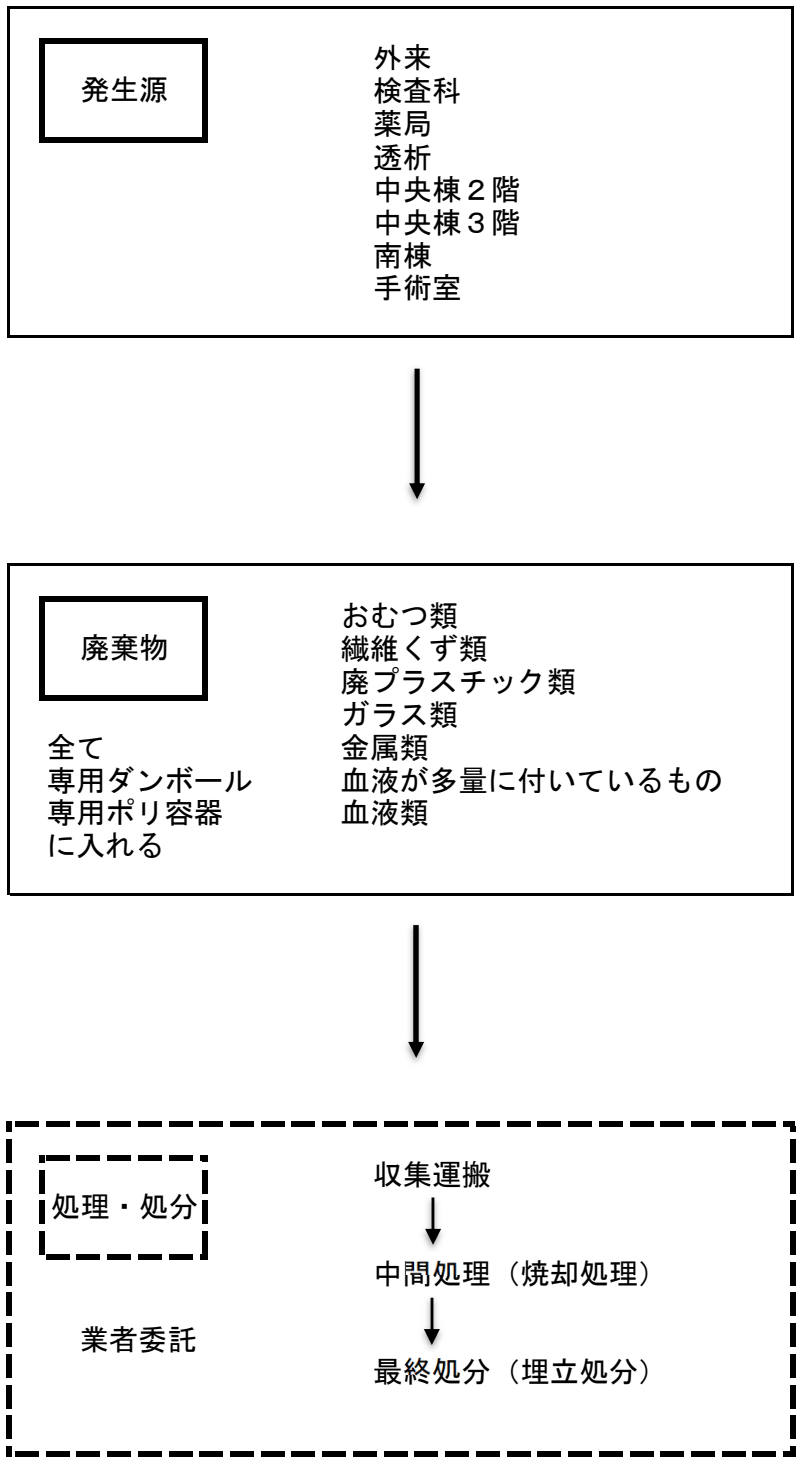 発生源
外来
検査科
薬局
透析
中央棟２階
中央棟３階
南棟
手術室
廃棄物
全て
専用ダンボール
専用ポリ容器
に入れる
おむつ類
繊維くず類
廃プラスチック類
ガラス類
金属類
血液が多量に付いているもの
血液類
処理・処分
業者委託
収集運搬
中間処理（焼却処理）
最終処分（埋立処分）